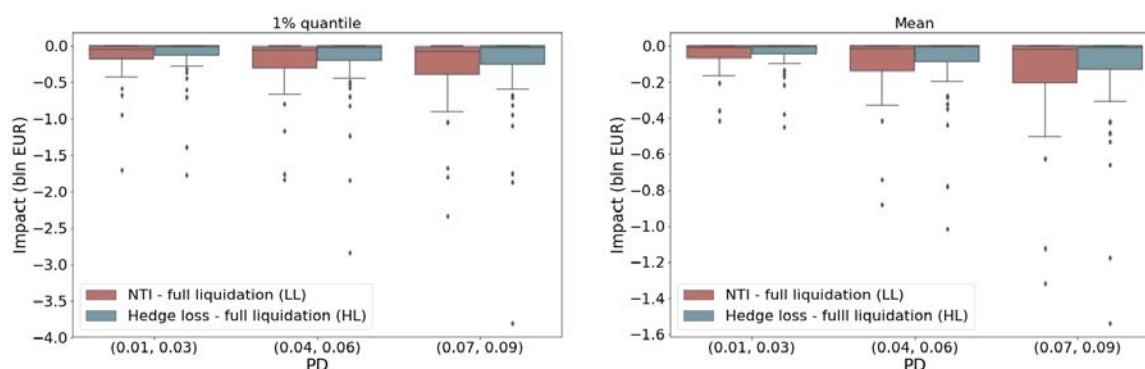 1% quantile
0.0
−0.5
−1.0
−1.5
−2.0
−2.5
−3.0
−3.5
−4.0
Impact (bln EUR)
NTI - full liquidation (LL)
Hedge loss - fulll liquidation (HL)
(0.01, 0.03) (0.04, 0.06) (0.07, 0.09)
PD
Mean
0.0
−0.2
−0.4
−0.6
−0.8
−1.0
−1.2
−1.4
−1.6
Impact (bln EUR)
NTI - full liquidation (LL)
Hedge loss - fulll liquidation (HL)
(0.01, 0.03) (0.04, 0.06) (0.07, 0.09)
PD